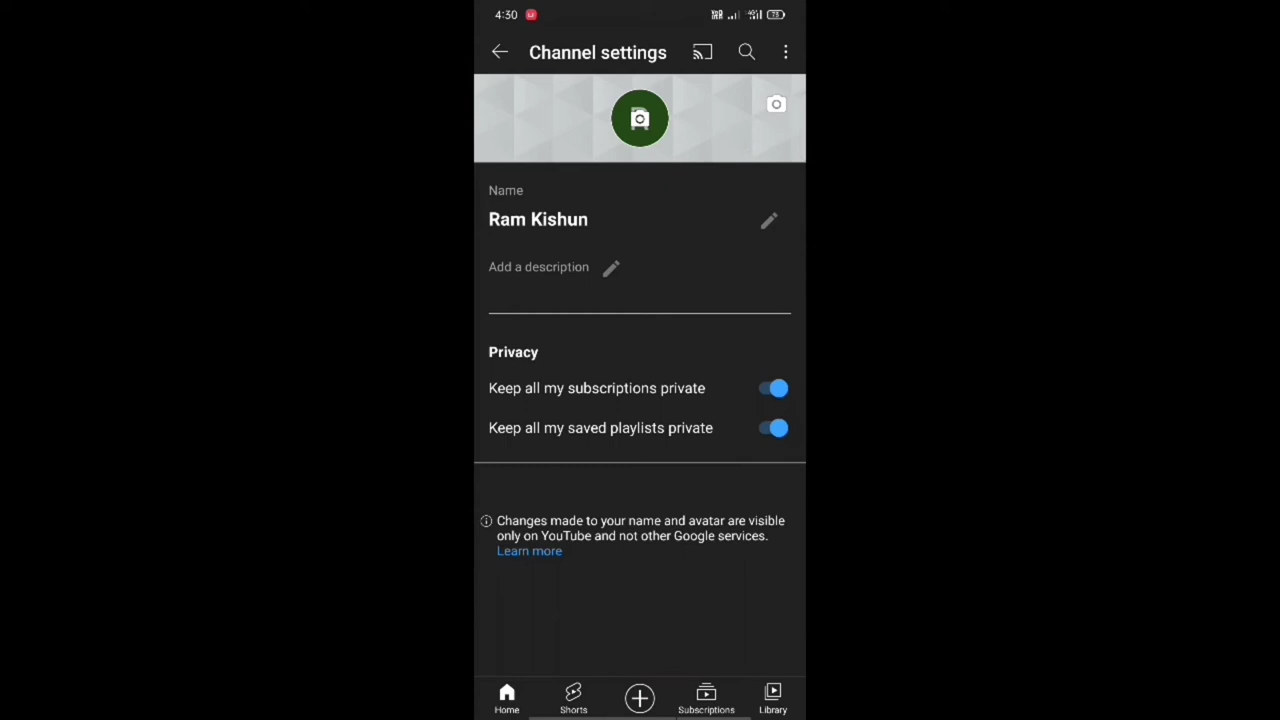 4:30
73
Channel settings
Name
Ram Kishun
Add a description
Privacy
Keep all my subscriptions private
Keep all my saved playlists private
Changes made to your name and avatar are visible
only on YouTube and not other Google services.
Learn more
Home
Shorts
Subscriptions
Library